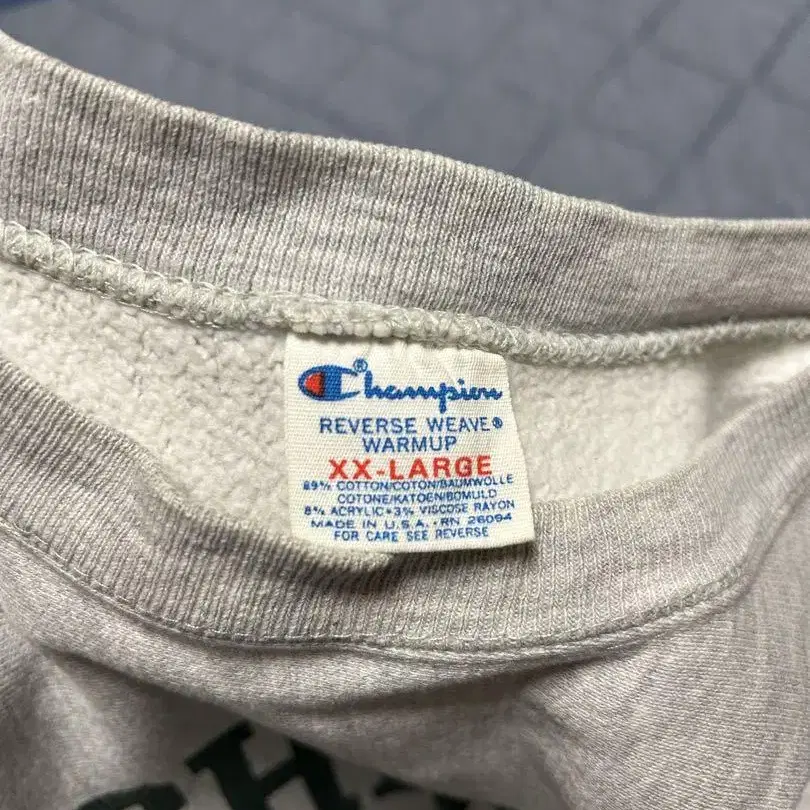 Champion®
REVERSE WEAVE®
WARMUP
XX-LARGE
89% COTTON/COTON/BAUMWOLLE
COTONE/KATOEN/BOMULD
8% ACRYLIC•3% VISCOSE RAYON
MADE IN U.S.A.•RN 26094
FOR CARE SEE REVERSE
CH